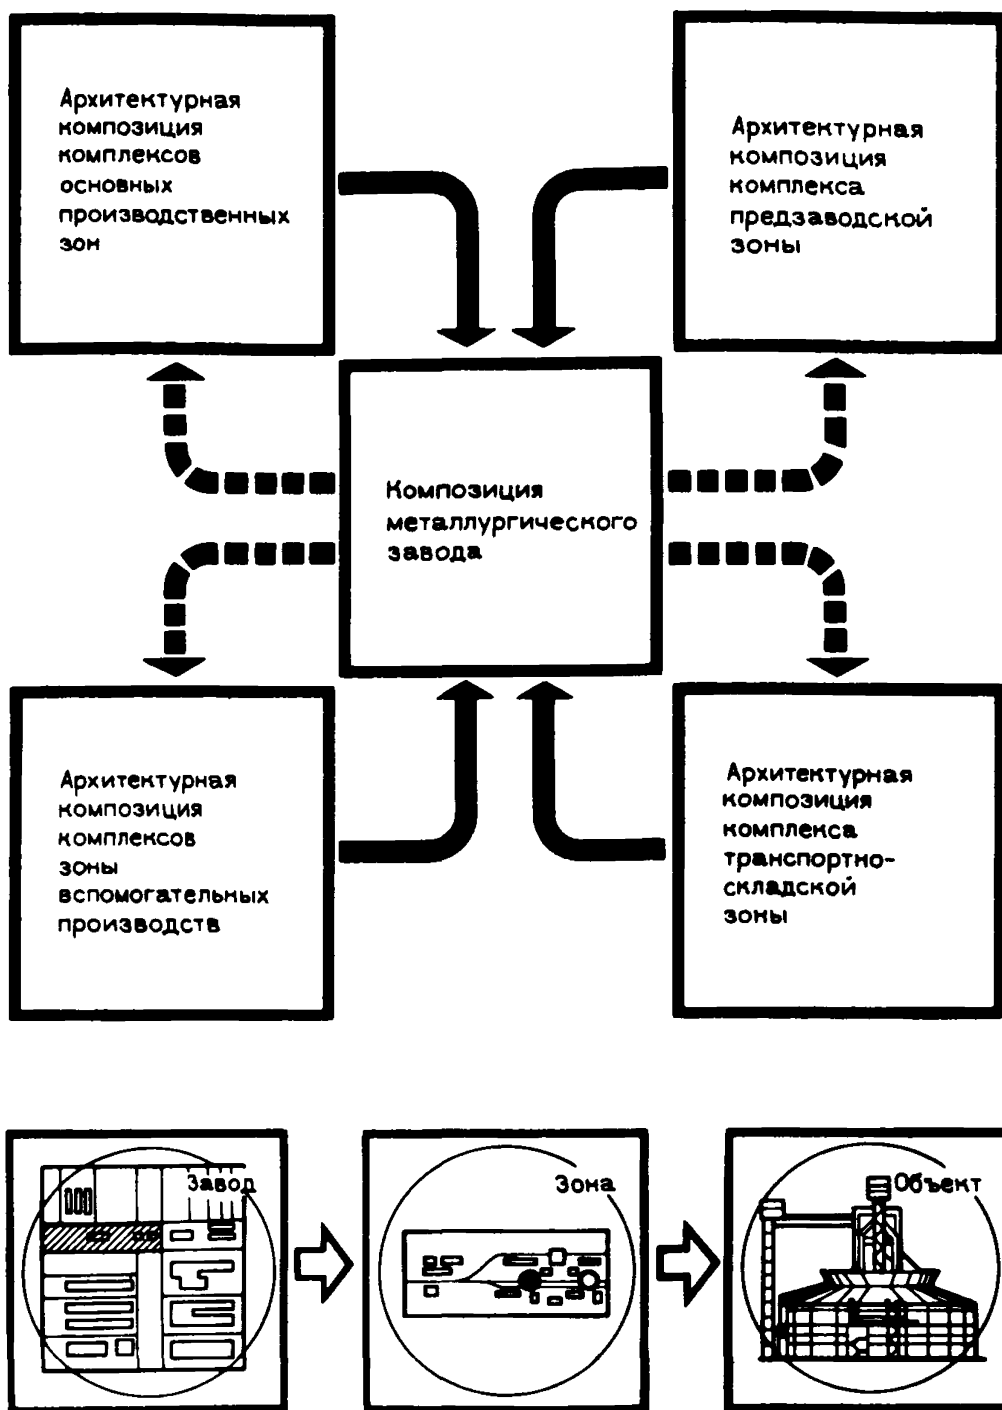 Архитектурная
композиция
комплексов
основных
производственных
зон
Архитектурная
композиция
комплекса
предзаводской
зоны
Композиция
металлургического
завода
Архитектурная
композиция
комплексов
зоны
вспомогательных
производств
Архитектурная
композиция
комплекса
транспортно-
складской
зоны
Завод
Зона
Объект